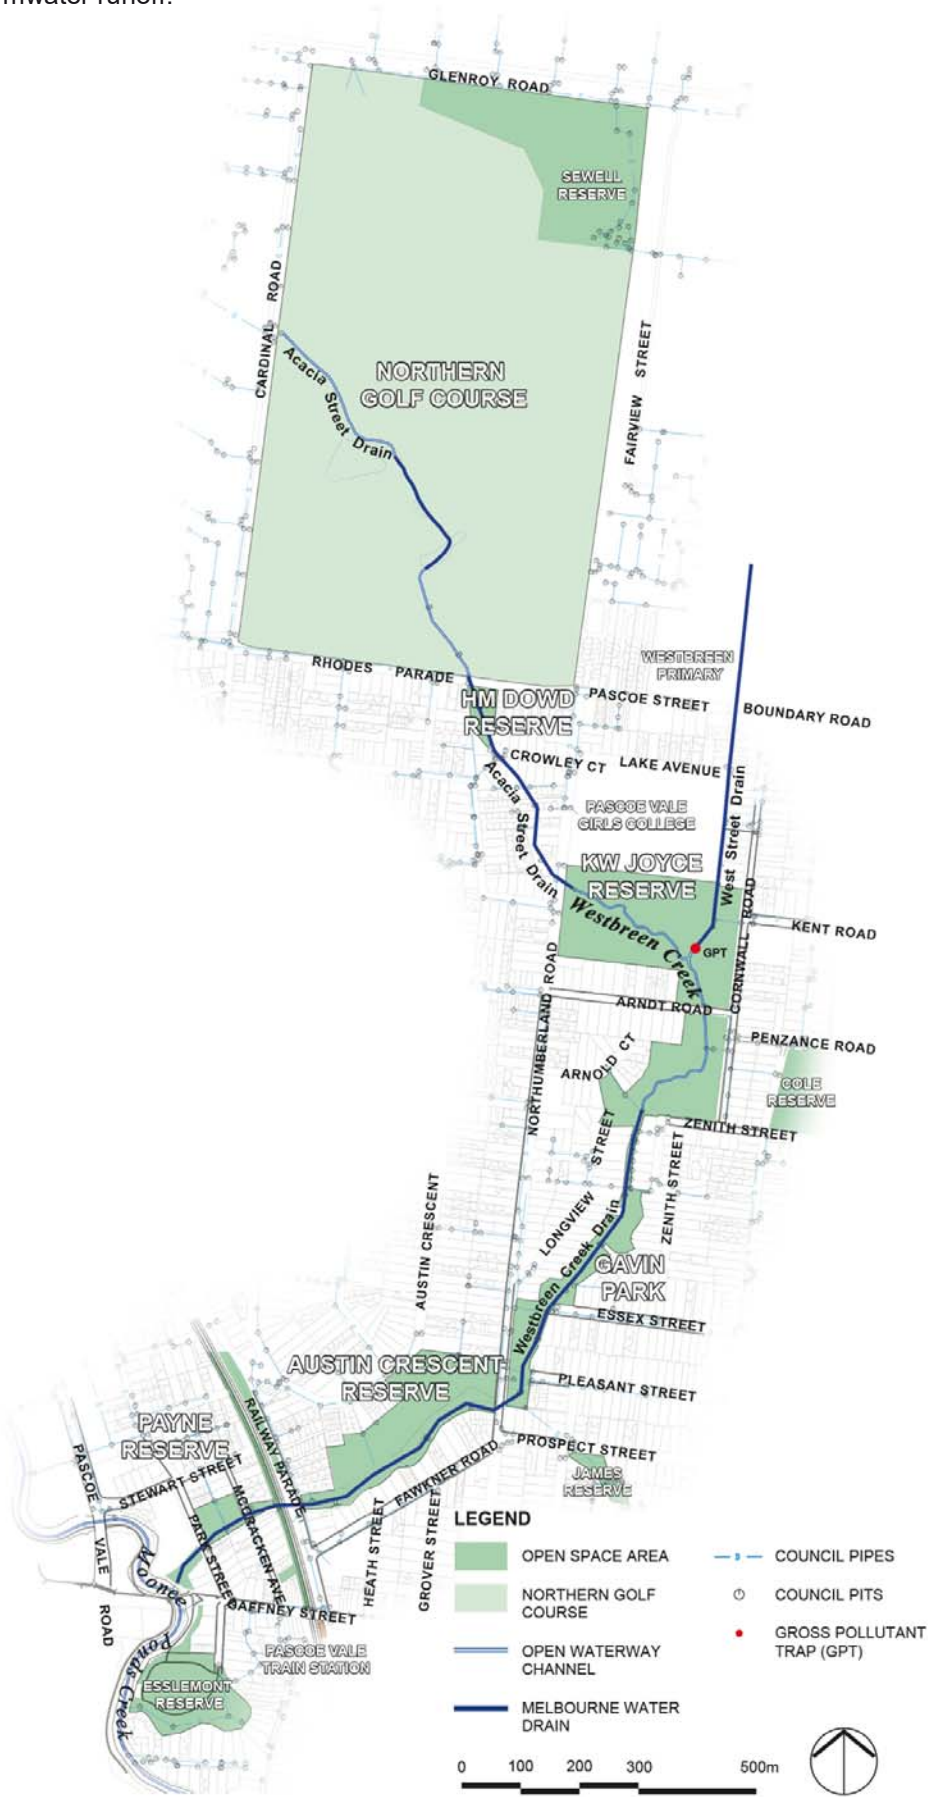 GLENROY ROAD
SEWELL
RESERVE
CARDINAL ROAD
Acacia Street Drain
NORTHERN
GOLF COURSE
FAIRVIEW STREET
WESTBREEN
PRIMARY
RHODES PARADE
HM DOWD
RESERVE
PASCOE STREET
BOUNDARY ROAD
CROWLEY CT
LAKE AVENUE
Acacia Street Drain
PASCOE VALE
GIRLS COLLEGE
West Street Drain
KW JOYCE
RESERVE
Westbreen Creek
KENT ROAD
GPT
CORNWALL ROAD
NORTHUMBERLAND ROAD
ARNDT ROAD
PENZANCE ROAD
ARNOLD CT
COLE
RESERVE
ZENITH STREET
LONGVIEW STREET
ZENITH STREET
AUSTIN CRESCENT
Westbreen Creek Drain
GAVIN
PARK
ESSEX STREET
AUSTIN CRESCENT
RESERVE
PLEASANT STREET
PAYNE
RESERVE
RAILWAY PARADE
PASCOE VALE ROAD
STEWART STREET
PROSPECT STREET
FAWKNER ROAD
JAMES
RESERVE
MCCRACKEN AVE
PARK STREET
HEATH STREET
GROVER STREET
GAFFNEY STREET
Moonee Ponds Creek
PASCOE VALE
TRAIN STATION
ESSLEMONT
RESERVE
LEGEND
OPEN SPACE AREA
NORTHERN GOLF
COURSE
OPEN WATERWAY
CHANNEL
MELBOURNE WATER
DRAIN
COUNCIL PIPES
COUNCIL PITS
GROSS POLLUTANT
TRAP (GPT)
0 100 200 300 500m